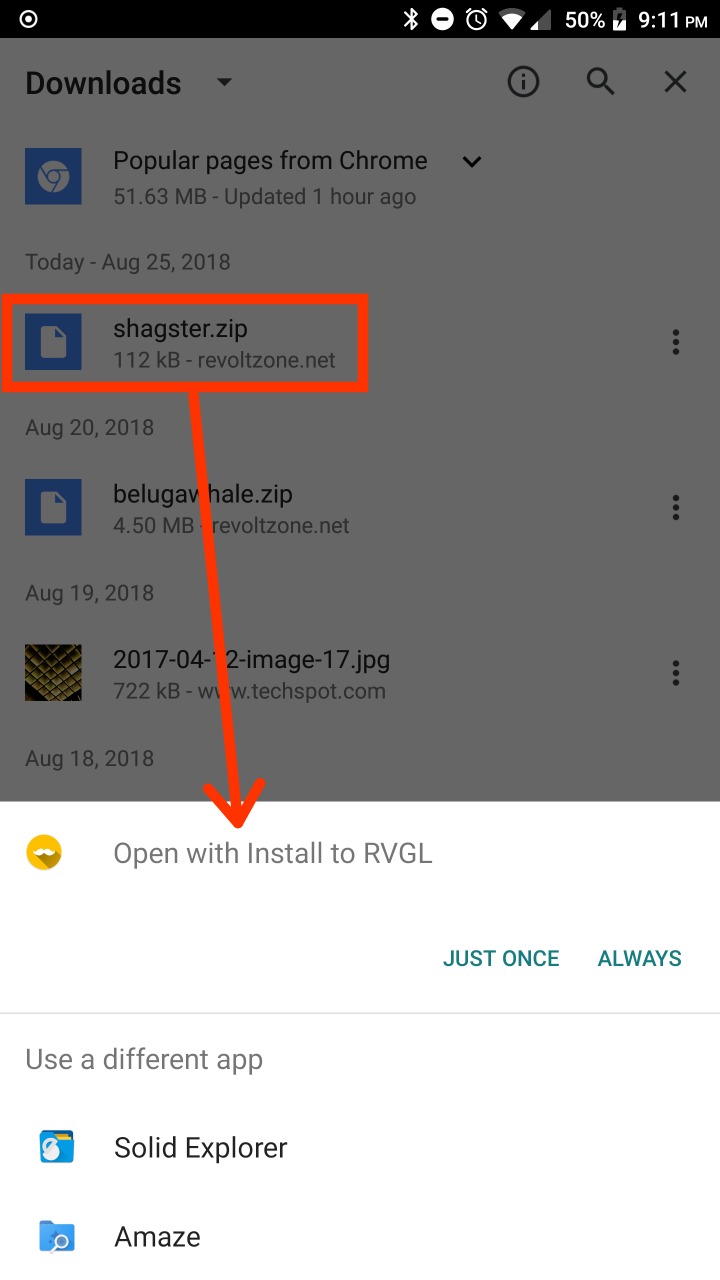 50% 9:11 PM
Downloads
Popular pages from Chrome
51.63 MB - Updated 1 hour ago
Today - Aug 25, 2018
shagster.zip
112 kB - revoltzone.net
Aug 20, 2018
belugawhale.zip
4.50 MB - revoltzone.net
Aug 19, 2018
2017-04-12-image-17.jpg
722 kB - www.techspot.com
Aug 18, 2018
Open with Install to RVGL
JUST ONCE ALWAYS
Use a different app
Solid Explorer
Amaze